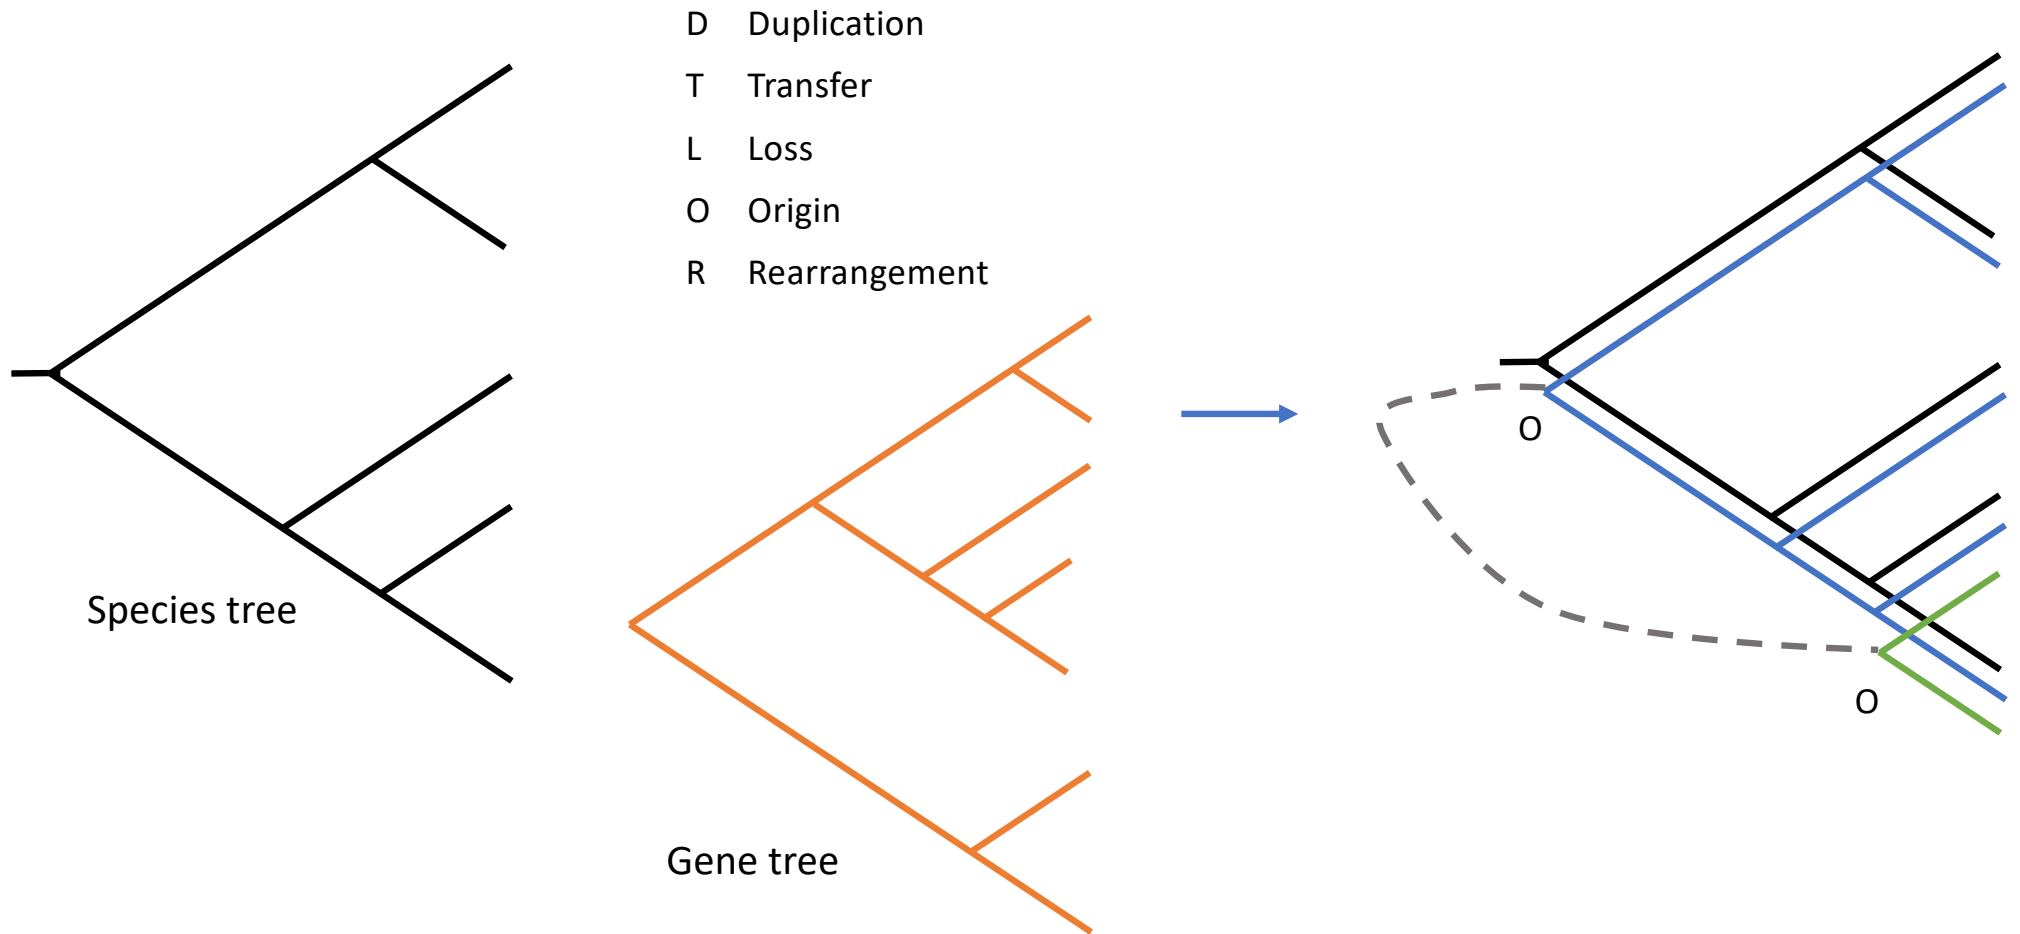 D Duplication
T Transfer
L Loss
O Origin
R Rearrangement
O
Species tree
O
Gene tree